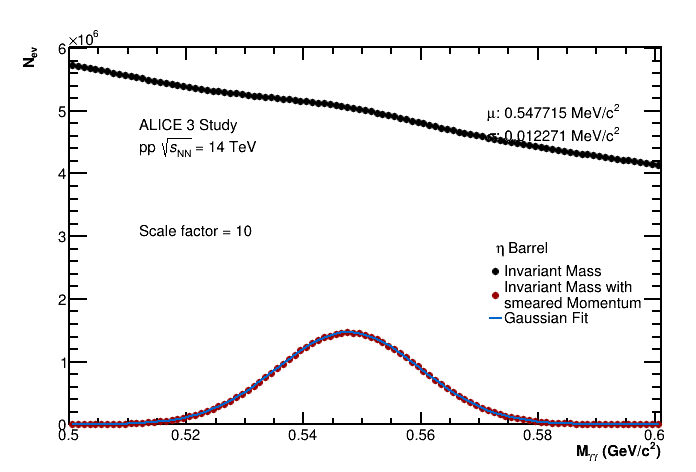 ×10⁶
N_ev
6
5
4
3
2
1
0
ALICE 3 Study
pp √s_NN = 14 TeV
Scale factor = 10
μ: 0.547715 MeV/c²
σ: 0.012271 MeV/c²
η Barrel
Invariant Mass
Invariant Mass with
smeared Momentum
Gaussian Fit
0.5 0.52 0.54 0.56 0.58 0.6
M_γγ (GeV/c²)